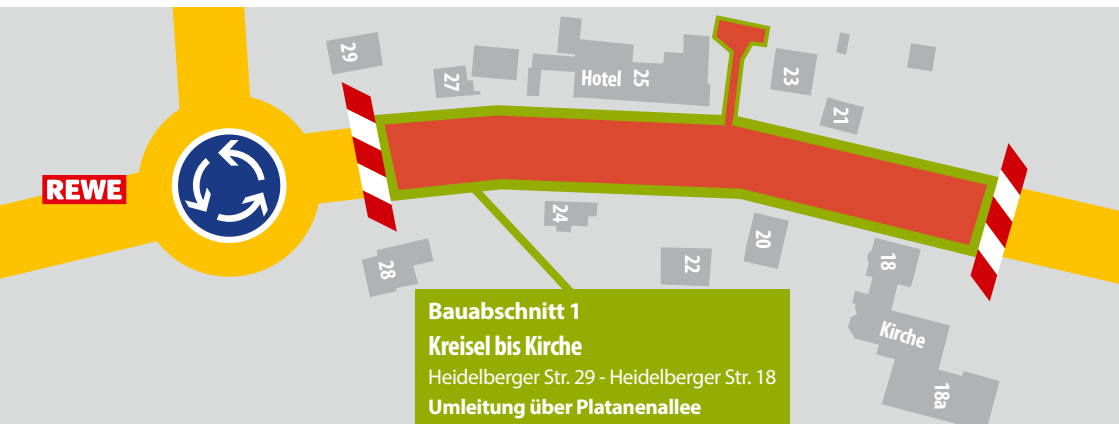 29
27
Hotel 25
23
21
REWE
24
20
22
28
18
Kirche
18a
Bauabschnitt 1
Kreisel bis Kirche
Heidelberger Str. 29 - Heidelberger Str. 18
Umleitung über Platanenallee